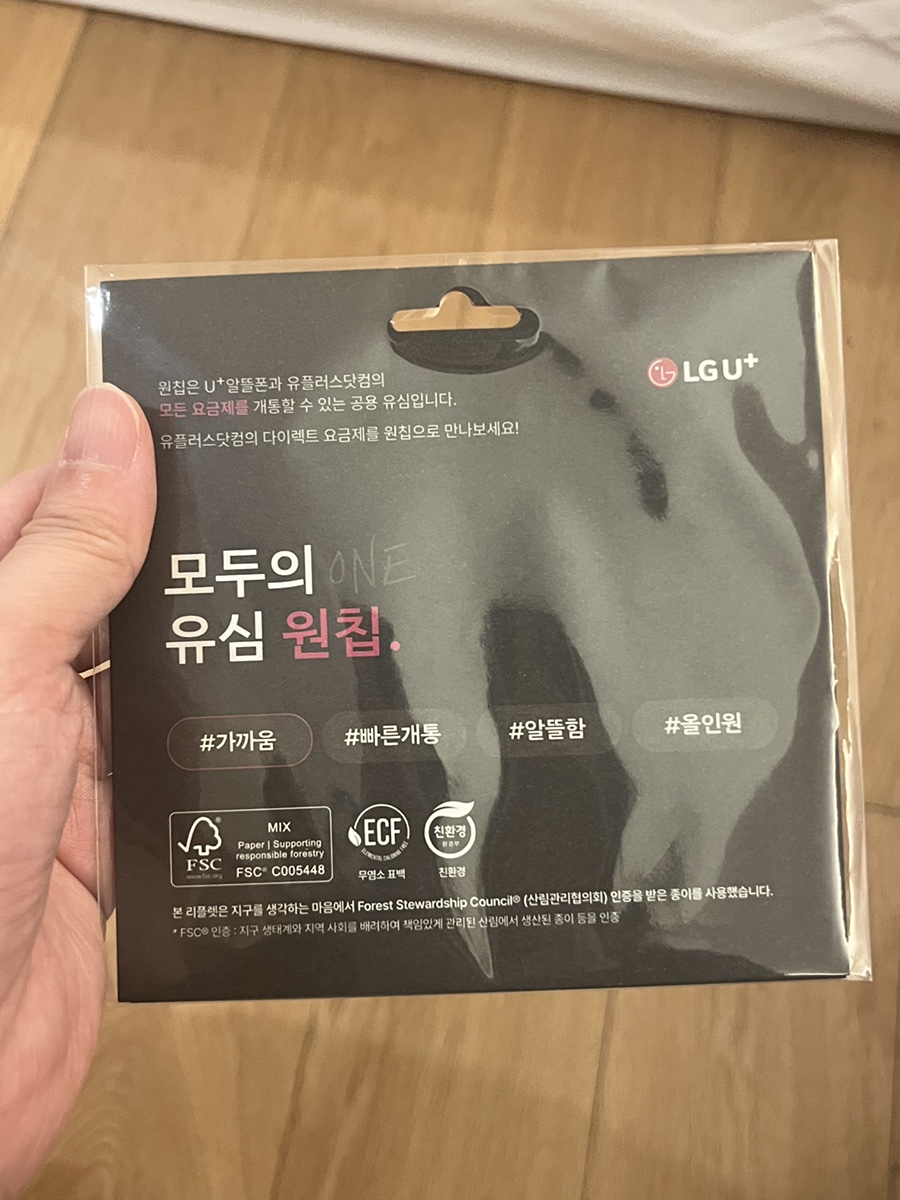 원칩은 U+알뜰폰과 유플러스닷컴의
모든 요금제를 개통할 수 있는 공용 유심입니다.
유플러스닷컴의 다이렉트 요금제를 원칩으로 만나보세요!
LG U+
모두의 ONE
유심 원칩.
#가까움 #빠른개통 #알뜰함 #올인원
FSC
www.fsc.org
MIX
Paper | Supporting
responsible forestry
FSC® C005448
ECF
ELEMENTAL CHLORINE FREE
무염소 표백
친환경
환경부
친환경
본 리플렛은 지구를 생각하는 마음에서 Forest Stewardship Council® (산림관리협의회) 인증을 받은 종이를 사용했습니다.
* FSC® 인증 : 지구 생태계와 지역 사회를 배려하여 책임있게 관리된 산림에서 생산된 종이 등을 인증